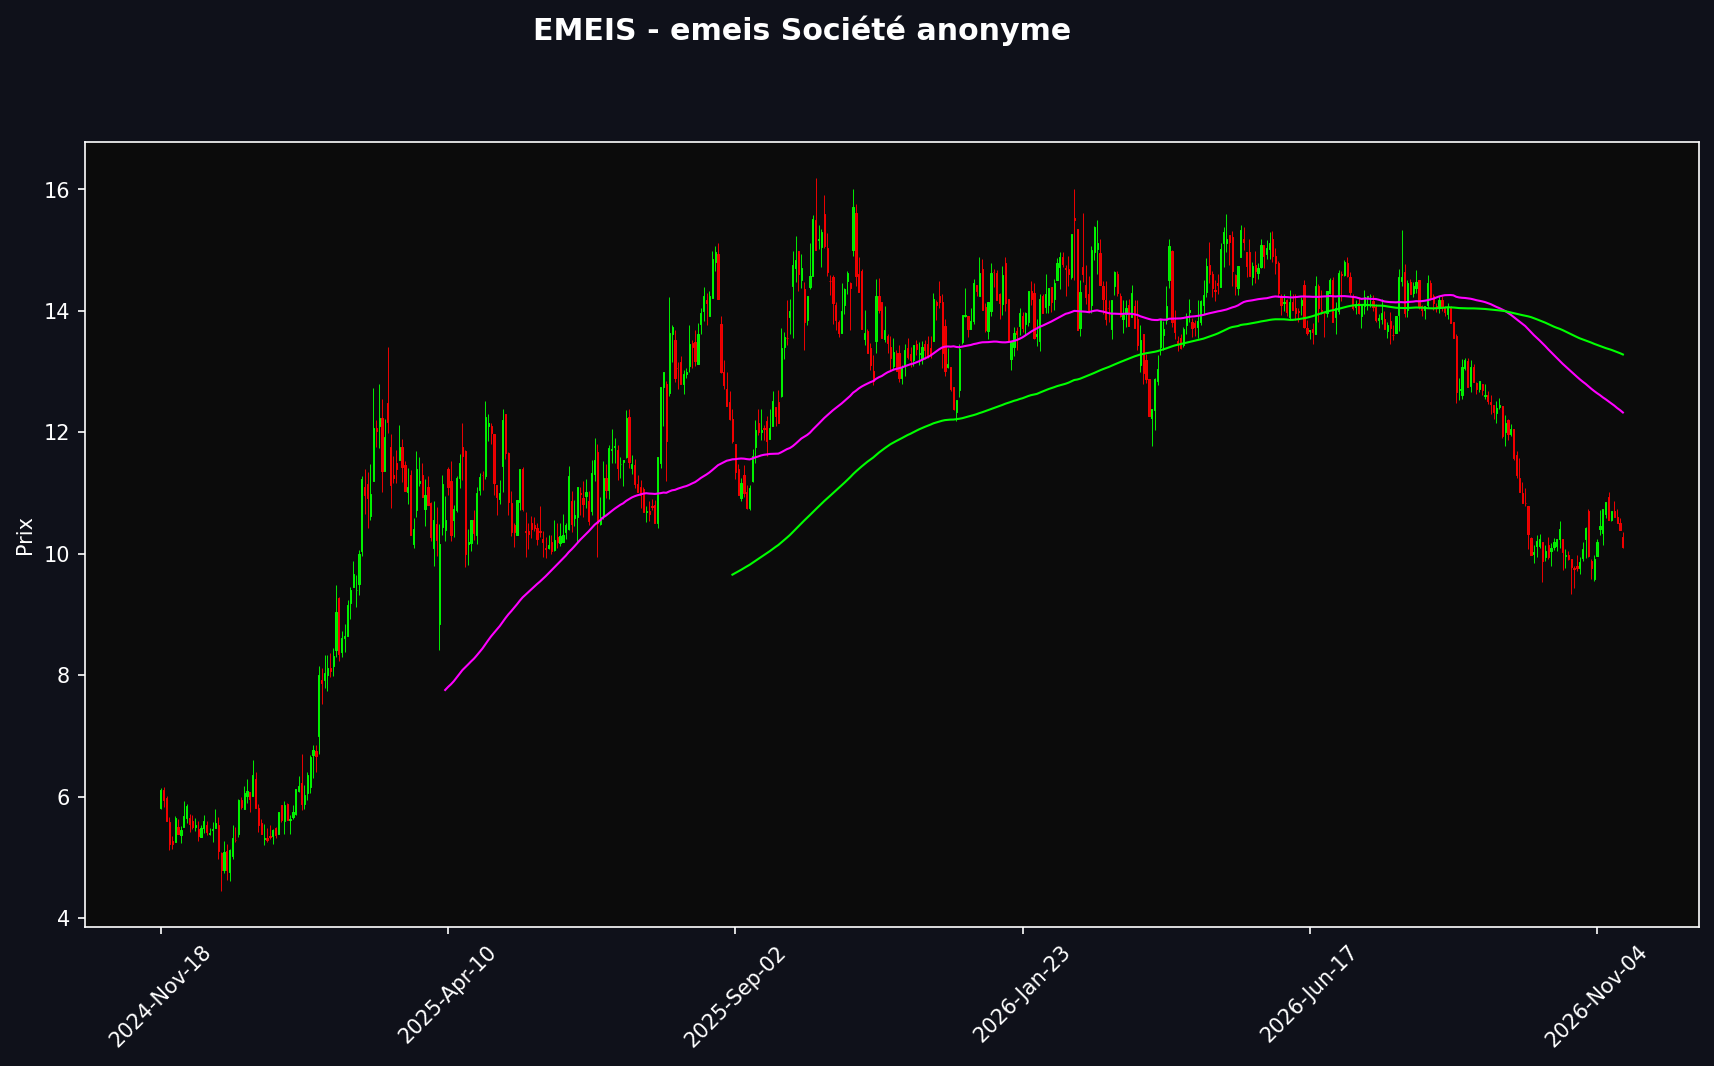 EMEIS - emeis Société anonyme
Prix
16
14
12
10
8
6
4
2024-Nov-18
2025-Apr-10
2025-Sep-02
2026-Jan-23
2026-Jun-17
2026-Nov-04